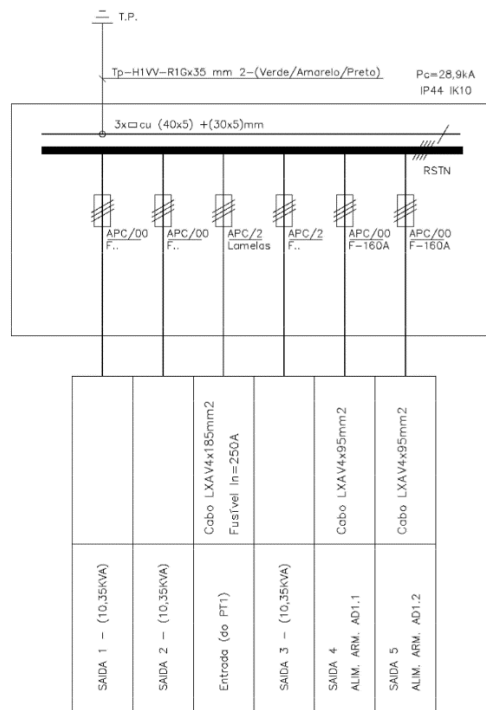 T.P.
Tp-H1VV-R1Gx35 mm 2-(Verde/Amarelo/Preto)
Pc=28,9kA
IP44 IK10
3x cu (40x5) +(30x5)mm
RSTN
APC/00
F..
APC/00
F..
APC/2
Lamelas
APC/2
F..
APC/00
F-160A
APC/00
F-160A
Cabo LXAV4x185mm2
Fusível In=250A
Cabo LXAV4x95mm2
Cabo LXAV4x95mm2
SAIDA 1 - (10,35KVA)
SAIDA 2 - (10,35KVA)
Entrada (do PT1)
SAIDA 3 - (10,35KVA)
SAIDA 4
ALIM. ARM. AD1.1
SAIDA 5
ALIM. ARM. AD1.2